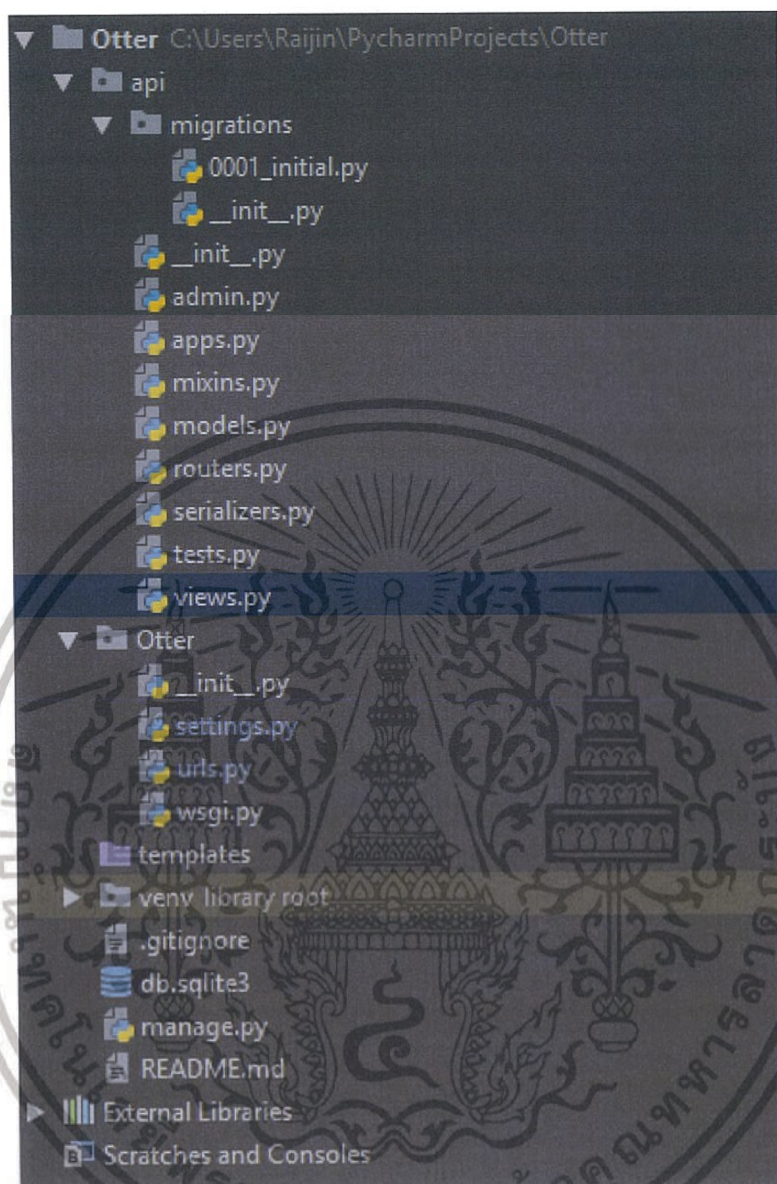 Otter C:\Users\Raijin\PycharmProjects\Otter
api
migrations
0001_initial.py
__init__.py
__init__.py
admin.py
apps.py
mixins.py
models.py
routers.py
serializers.py
tests.py
views.py
Otter
__init__.py
settings.py
urls.py
wsgi.py
templates
venv library root
.gitignore
db.sqlite3
manage.py
README.md
External Libraries
Scratches and Consoles